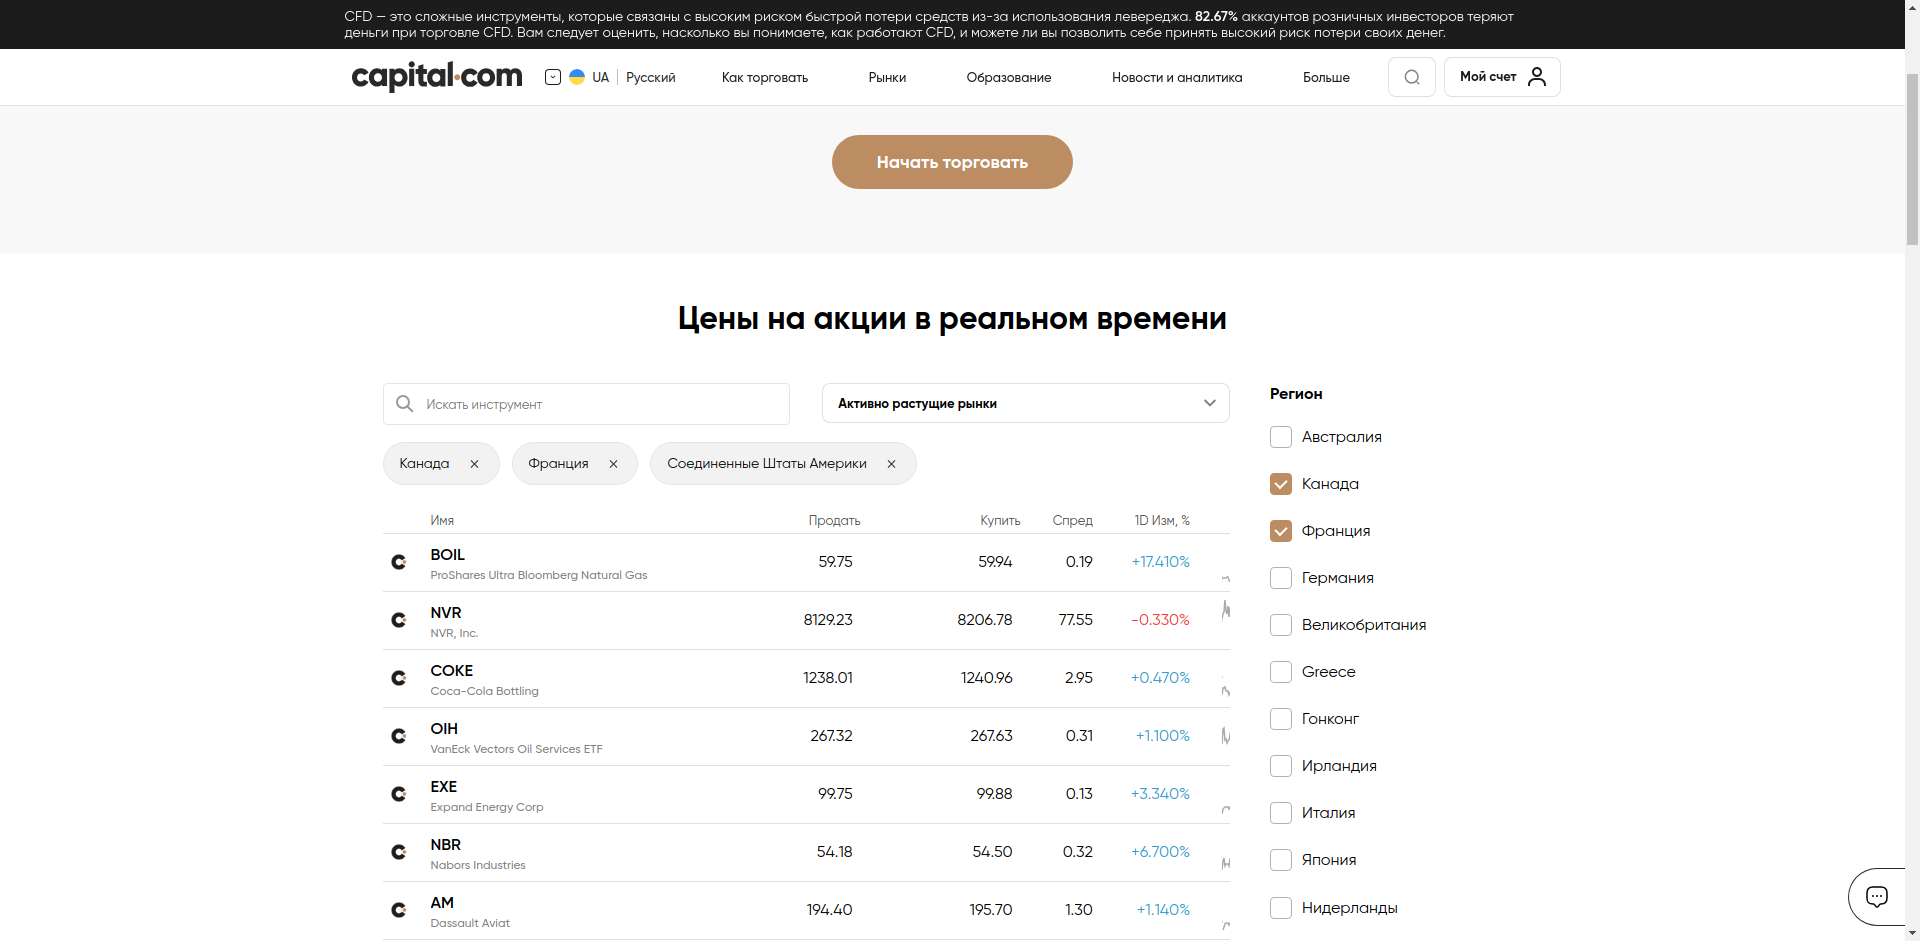 CFD — это сложные инструменты, которые связаны с высоким риском быстрой потери средств из-за использования левереджа. 82.67% аккаунтов розничных инвесторов теряют
деньги при торговле CFD. Вам следует оценить, насколько вы понимаете, как работают CFD, и можете ли вы позволить себе принять высокий риск потери своих денег.
capital.com UA Русский Как торговать Рынки Образование Новости и аналитика Больше Мой счет
Начать торговать
Цены на акции в реальном времени
Искать инструмент
Активно растущие рынки
Канада Франция Соединенные Штаты Америки
Имя Продать Купить Спред 1D Изм, %
BOIL 59.75 59.94 0.19 +17.410%
ProShares Ultra Bloomberg Natural Gas
NVR 8129.23 8206.78 77.55 -0.330%
NVR, Inc.
COKE 1238.01 1240.96 2.95 +0.470%
Coca-Cola Bottling
OIH 267.32 267.63 0.31 +1.100%
VanEck Vectors Oil Services ETF
EXE 99.75 99.88 0.13 +3.340%
Expand Energy Corp
NBR 54.18 54.50 0.32 +6.700%
Nabors Industries
AM 194.40 195.70 1.30 +1.140%
Dassault Aviat
Регион
Австралия
Канада
Франция
Германия
Великобритания
Greece
Гонконг
Ирландия
Италия
Япония
Нидерланды